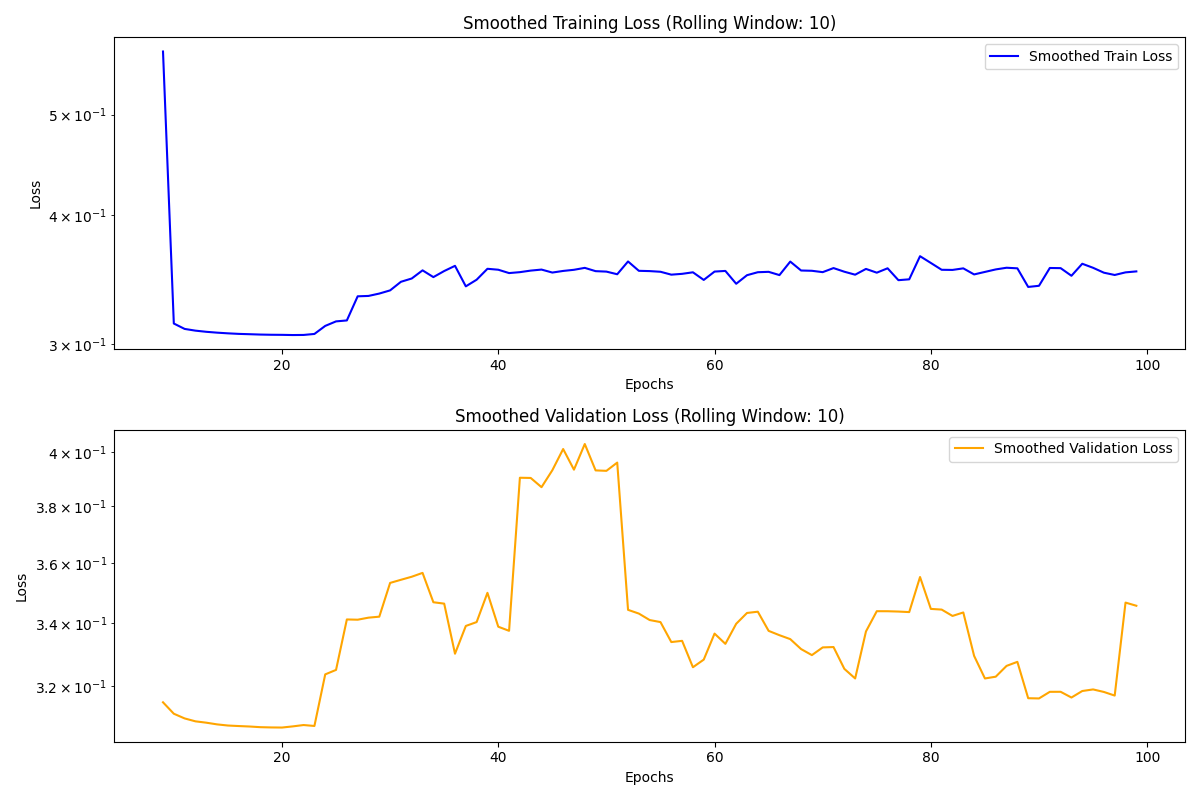 Smoothed Training Loss (Rolling Window: 10)
Smoothed Train Loss
5 × 10⁻¹
4 × 10⁻¹
3 × 10⁻¹
Loss
20 40 60 80 100
Epochs
Smoothed Validation Loss (Rolling Window: 10)
Smoothed Validation Loss
4 × 10⁻¹
3.8 × 10⁻¹
3.6 × 10⁻¹
3.4 × 10⁻¹
3.2 × 10⁻¹
Loss
20 40 60 80 100
Epochs